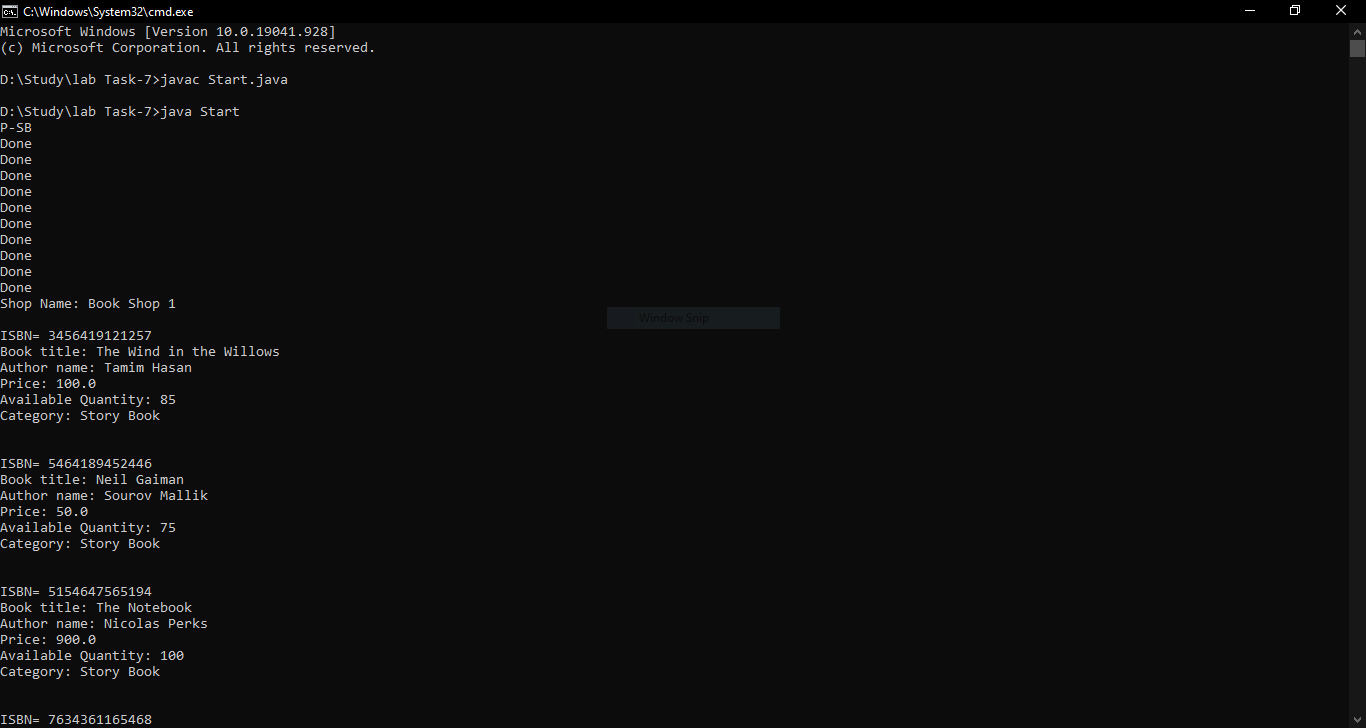 C:\Windows\System32\cmd.exe
Microsoft Windows [Version 10.0.19041.928]
(c) Microsoft Corporation. All rights reserved.
D:\Study\lab Task-7>javac Start.java
D:\Study\lab Task-7>java Start
P-SB
Done
Done
Done
Done
Done
Done
Done
Done
Done
Done
Shop Name: Book Shop 1
Window Snip
ISBN= 3456419121257
Book title: The Wind in the Willows
Author name: Tamim Hasan
Price: 100.0
Available Quantity: 85
Category: Story Book
ISBN= 5464189452446
Book title: Neil Gaiman
Author name: Sourov Mallik
Price: 50.0
Available Quantity: 75
Category: Story Book
ISBN= 5154647565194
Book title: The Notebook
Author name: Nicolas Perks
Price: 900.0
Available Quantity: 100
Category: Story Book
ISBN= 7634361165468